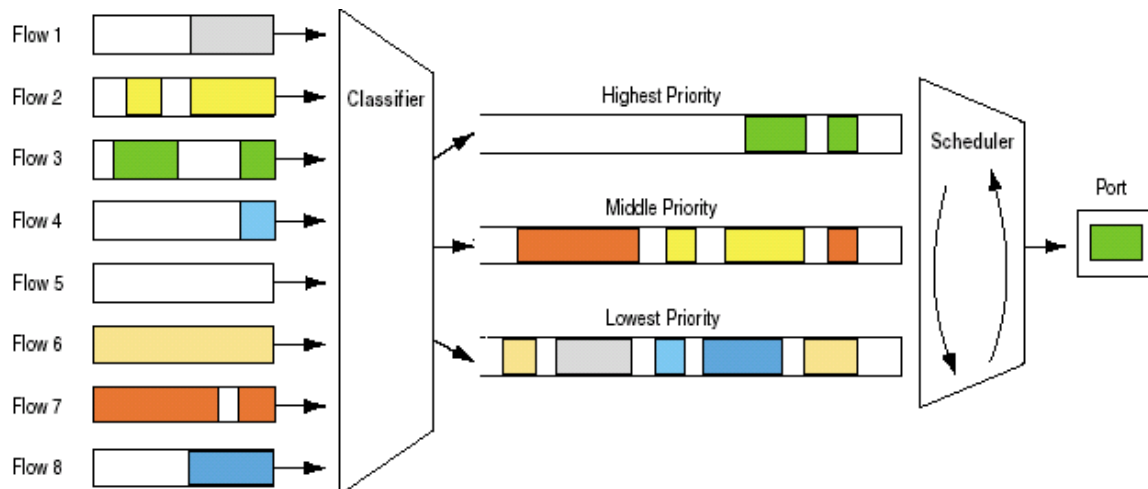 Flow 1
Flow 2
Flow 3
Flow 4
Flow 5
Flow 6
Flow 7
Flow 8
Classifier
Highest Priority
Middle Priority
Lowest Priority
Scheduler
Port